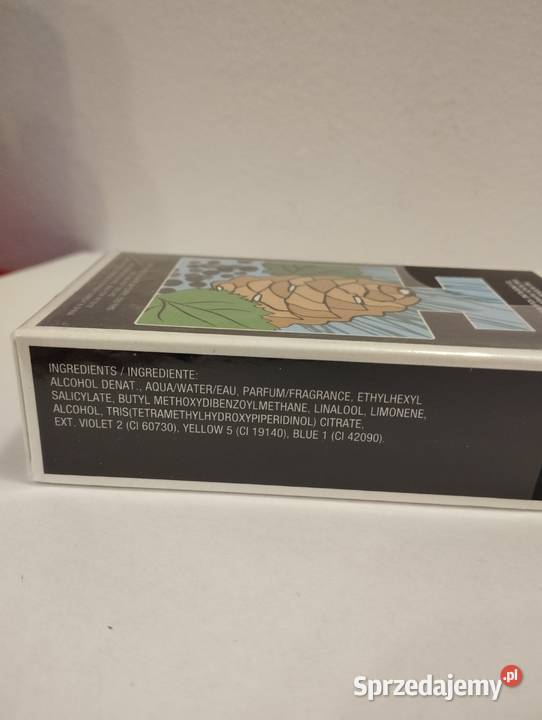 INGREDIENTS / INGREDIENTE:
ALCOHOL DENAT., AQUA/WATER/EAU, PARFUM/FRAGRANCE, ETHYLHEXYL
SALICYLATE, BUTYL METHOXYDIBENZOYLMETHANE, LINALOOL, LIMONENE,
ALCOHOL, TRIS(TETRAMETHYLHYDROXYPIPERIDINOL) CITRATE,
EXT. VIOLET 2 (CI 60730), YELLOW 5 (CI 19140), BLUE 1 (CI 42090).
Sprzedajemy.pl